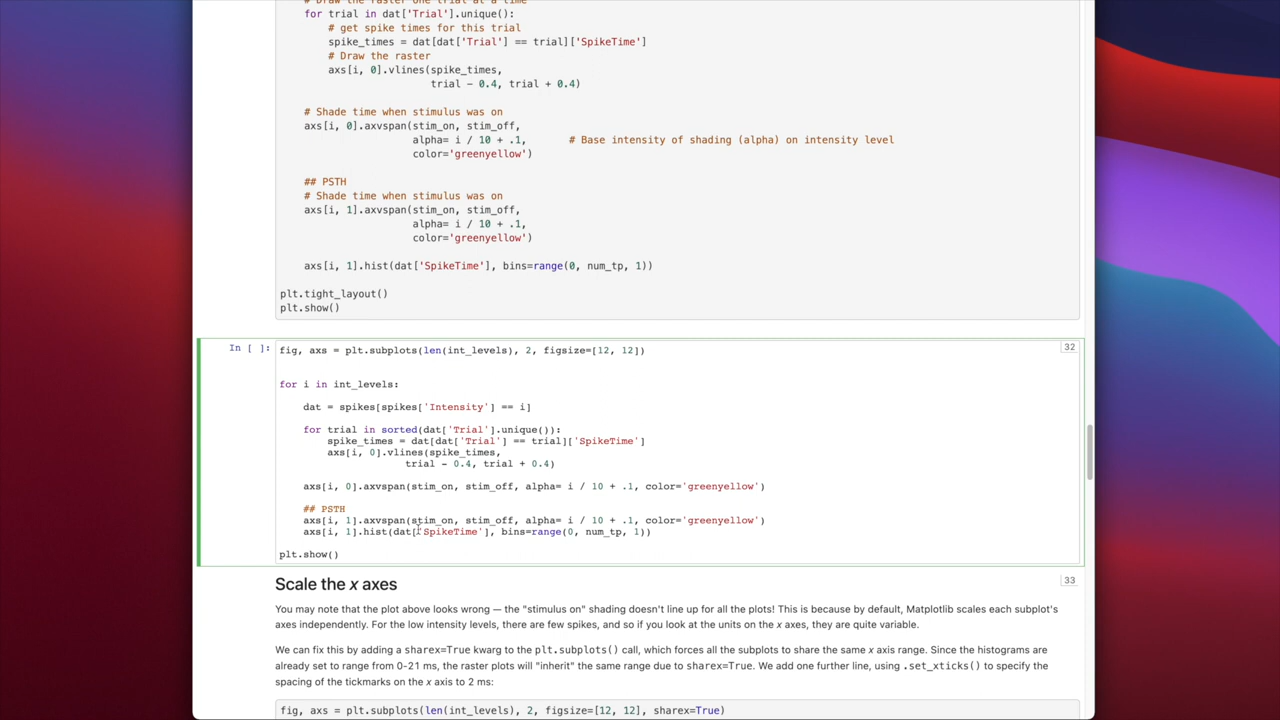 # Draw the raster one trial at a time
for trial in dat['Trial'].unique():
# get spike times for this trial
spike_times = dat[dat['Trial'] == trial]['SpikeTime']
# Draw the raster
axs[i, 0].vlines(spike_times,
trial - 0.4, trial + 0.4)
# Shade time when stimulus was on
axs[i, 0].axvspan(stim_on, stim_off,
alpha= i / 10 + .1, # Base intensity of shading (alpha) on intensity level
color='greenyellow')
## PSTH
# Shade time when stimulus was on
axs[i, 1].axvspan(stim_on, stim_off,
alpha= i / 10 + .1,
color='greenyellow')
axs[i, 1].hist(dat['SpikeTime'], bins=range(0, num_tp, 1))
plt.tight_layout()
plt.show()
In [ ]: fig, axs = plt.subplots(len(int_levels), 2, figsize=[12, 12]) 32
for i in int_levels:
dat = spikes[spikes['Intensity'] == i]
for trial in sorted(dat['Trial'].unique()):
spike_times = dat[dat['Trial'] == trial]['SpikeTime']
axs[i, 0].vlines(spike_times,
trial - 0.4, trial + 0.4)
axs[i, 0].axvspan(stim_on, stim_off, alpha= i / 10 + .1, color='greenyellow')
## PSTH
axs[i, 1].axvspan(stim_on, stim_off, alpha= i / 10 + .1, color='greenyellow')
axs[i, 1].hist(dat['SpikeTime'], bins=range(0, num_tp, 1))
plt.show()
Scale the x axes 33
You may note that the plot above looks wrong — the "stimulus on" shading doesn't line up for all the plots! This is because by default, Matplotlib scales each subplot's
axes independently. For the low intensity levels, there are few spikes, and so if you look at the units on the x axes, they are quite variable.
We can fix this by adding a sharex=True kwarg to the plt.subplots() call, which forces all the subplots to share the same x axis range. Since the histograms are
already set to range from 0-21 ms, the raster plots will "inherit" the same range due to sharex=True. We add one further line, using .set_xticks() to specify the
spacing of the tickmarks on the x axis to 2 ms:
fig, axs = plt.subplots(len(int_levels), 2, figsize=[12, 12], sharex=True)